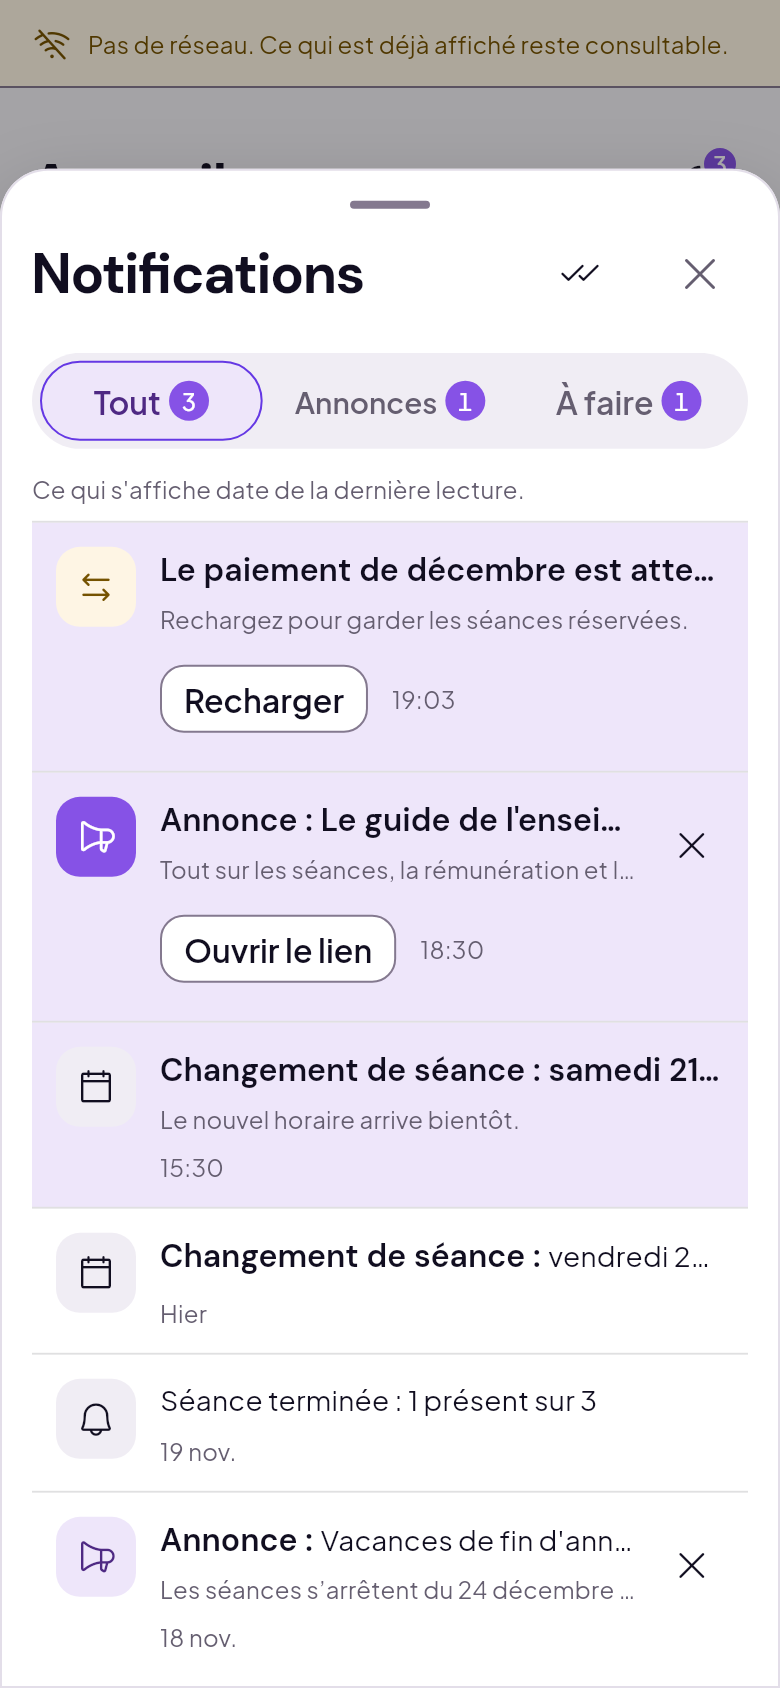 Pas de réseau. Ce qui est déjà affiché reste consultable.
3
Notifications
Tout 3
Annonces 1
À faire 1
Ce qui s'affiche date de la dernière lecture.
Le paiement de décembre est atte…
Rechargez pour garder les séances réservées.
Recharger 19:03
Annonce : Le guide de l'ensei…
Tout sur les séances, la rémunération et l…
Ouvrir le lien 18:30
Changement de séance : samedi 21…
Le nouvel horaire arrive bientôt.
15:30
Changement de séance : vendredi 2…
Hier
Séance terminée : 1 présent sur 3
19 nov.
Annonce : Vacances de fin d'ann…
Les séances s’arrêtent du 24 décembre …
18 nov.